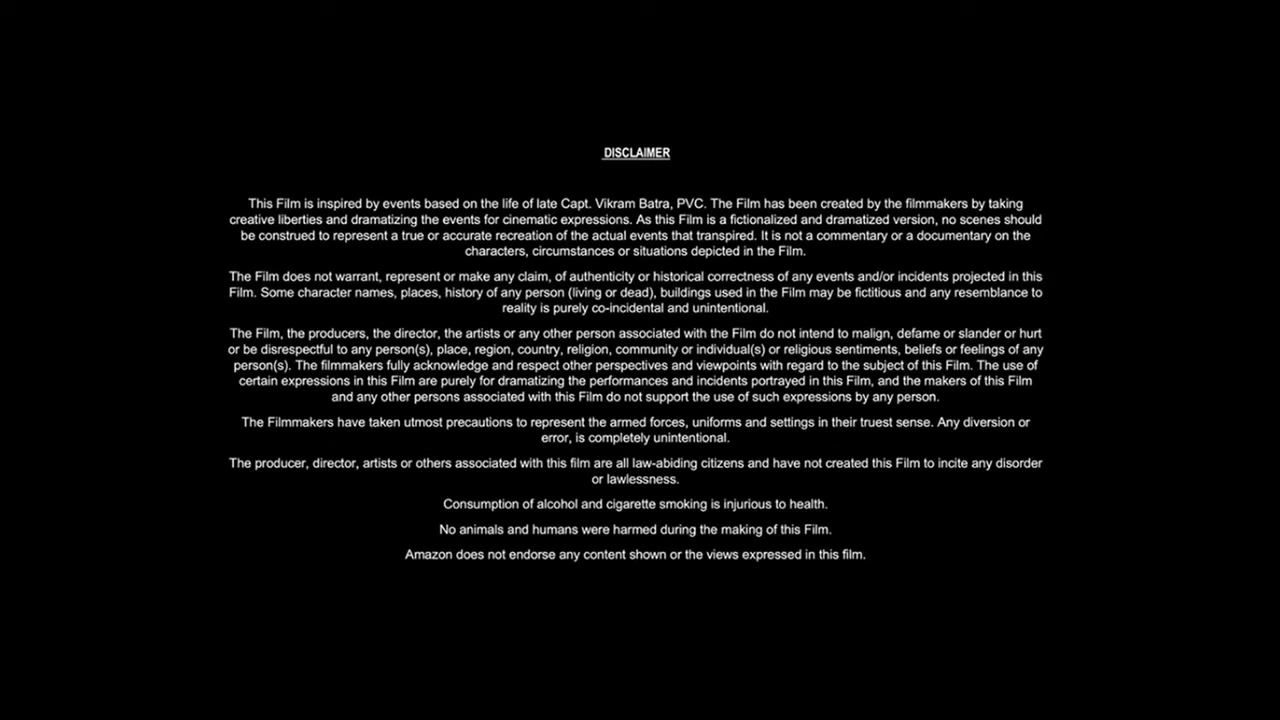 DISCLAIMER
This Film is inspired by events based on the life of late Capt. Vikram Batra, PVC. The Film has been created by the filmmakers by taking
creative liberties and dramatizing the events for cinematic expressions. As this Film is a fictionalized and dramatized version, no scenes should
be construed to represent a true or accurate recreation of the actual events that transpired. It is not a commentary or a documentary on the
characters, circumstances or situations depicted in the Film.
The Film does not warrant, represent or make any claim, of authenticity or historical correctness of any events and/or incidents projected in this
Film. Some character names, places, history of any person (living or dead), buildings used in the Film may be fictitious and any resemblance to
reality is purely co-incidental and unintentional.
The Film, the producers, the director, the artists or any other person associated with the Film do not intend to malign, defame or slander or hurt
or be disrespectful to any person(s), place, region, country, religion, community or individual(s) or religious sentiments, beliefs or feelings of any
person(s). The filmmakers fully acknowledge and respect other perspectives and viewpoints with regard to the subject of this Film. The use of
certain expressions in this Film are purely for dramatizing the performances and incidents portrayed in this Film, and the makers of this Film
and any other persons associated with this Film do not support the use of such expressions by any person.
The Filmmakers have taken utmost precautions to represent the armed forces, uniforms and settings in their truest sense. Any diversion or
error, is completely unintentional.
The producer, director, artists or others associated with this film are all law-abiding citizens and have not created this Film to incite any disorder
or lawlessness.
Consumption of alcohol and cigarette smoking is injurious to health.
No animals and humans were harmed during the making of this Film.
Amazon does not endorse any content shown or the views expressed in this film.